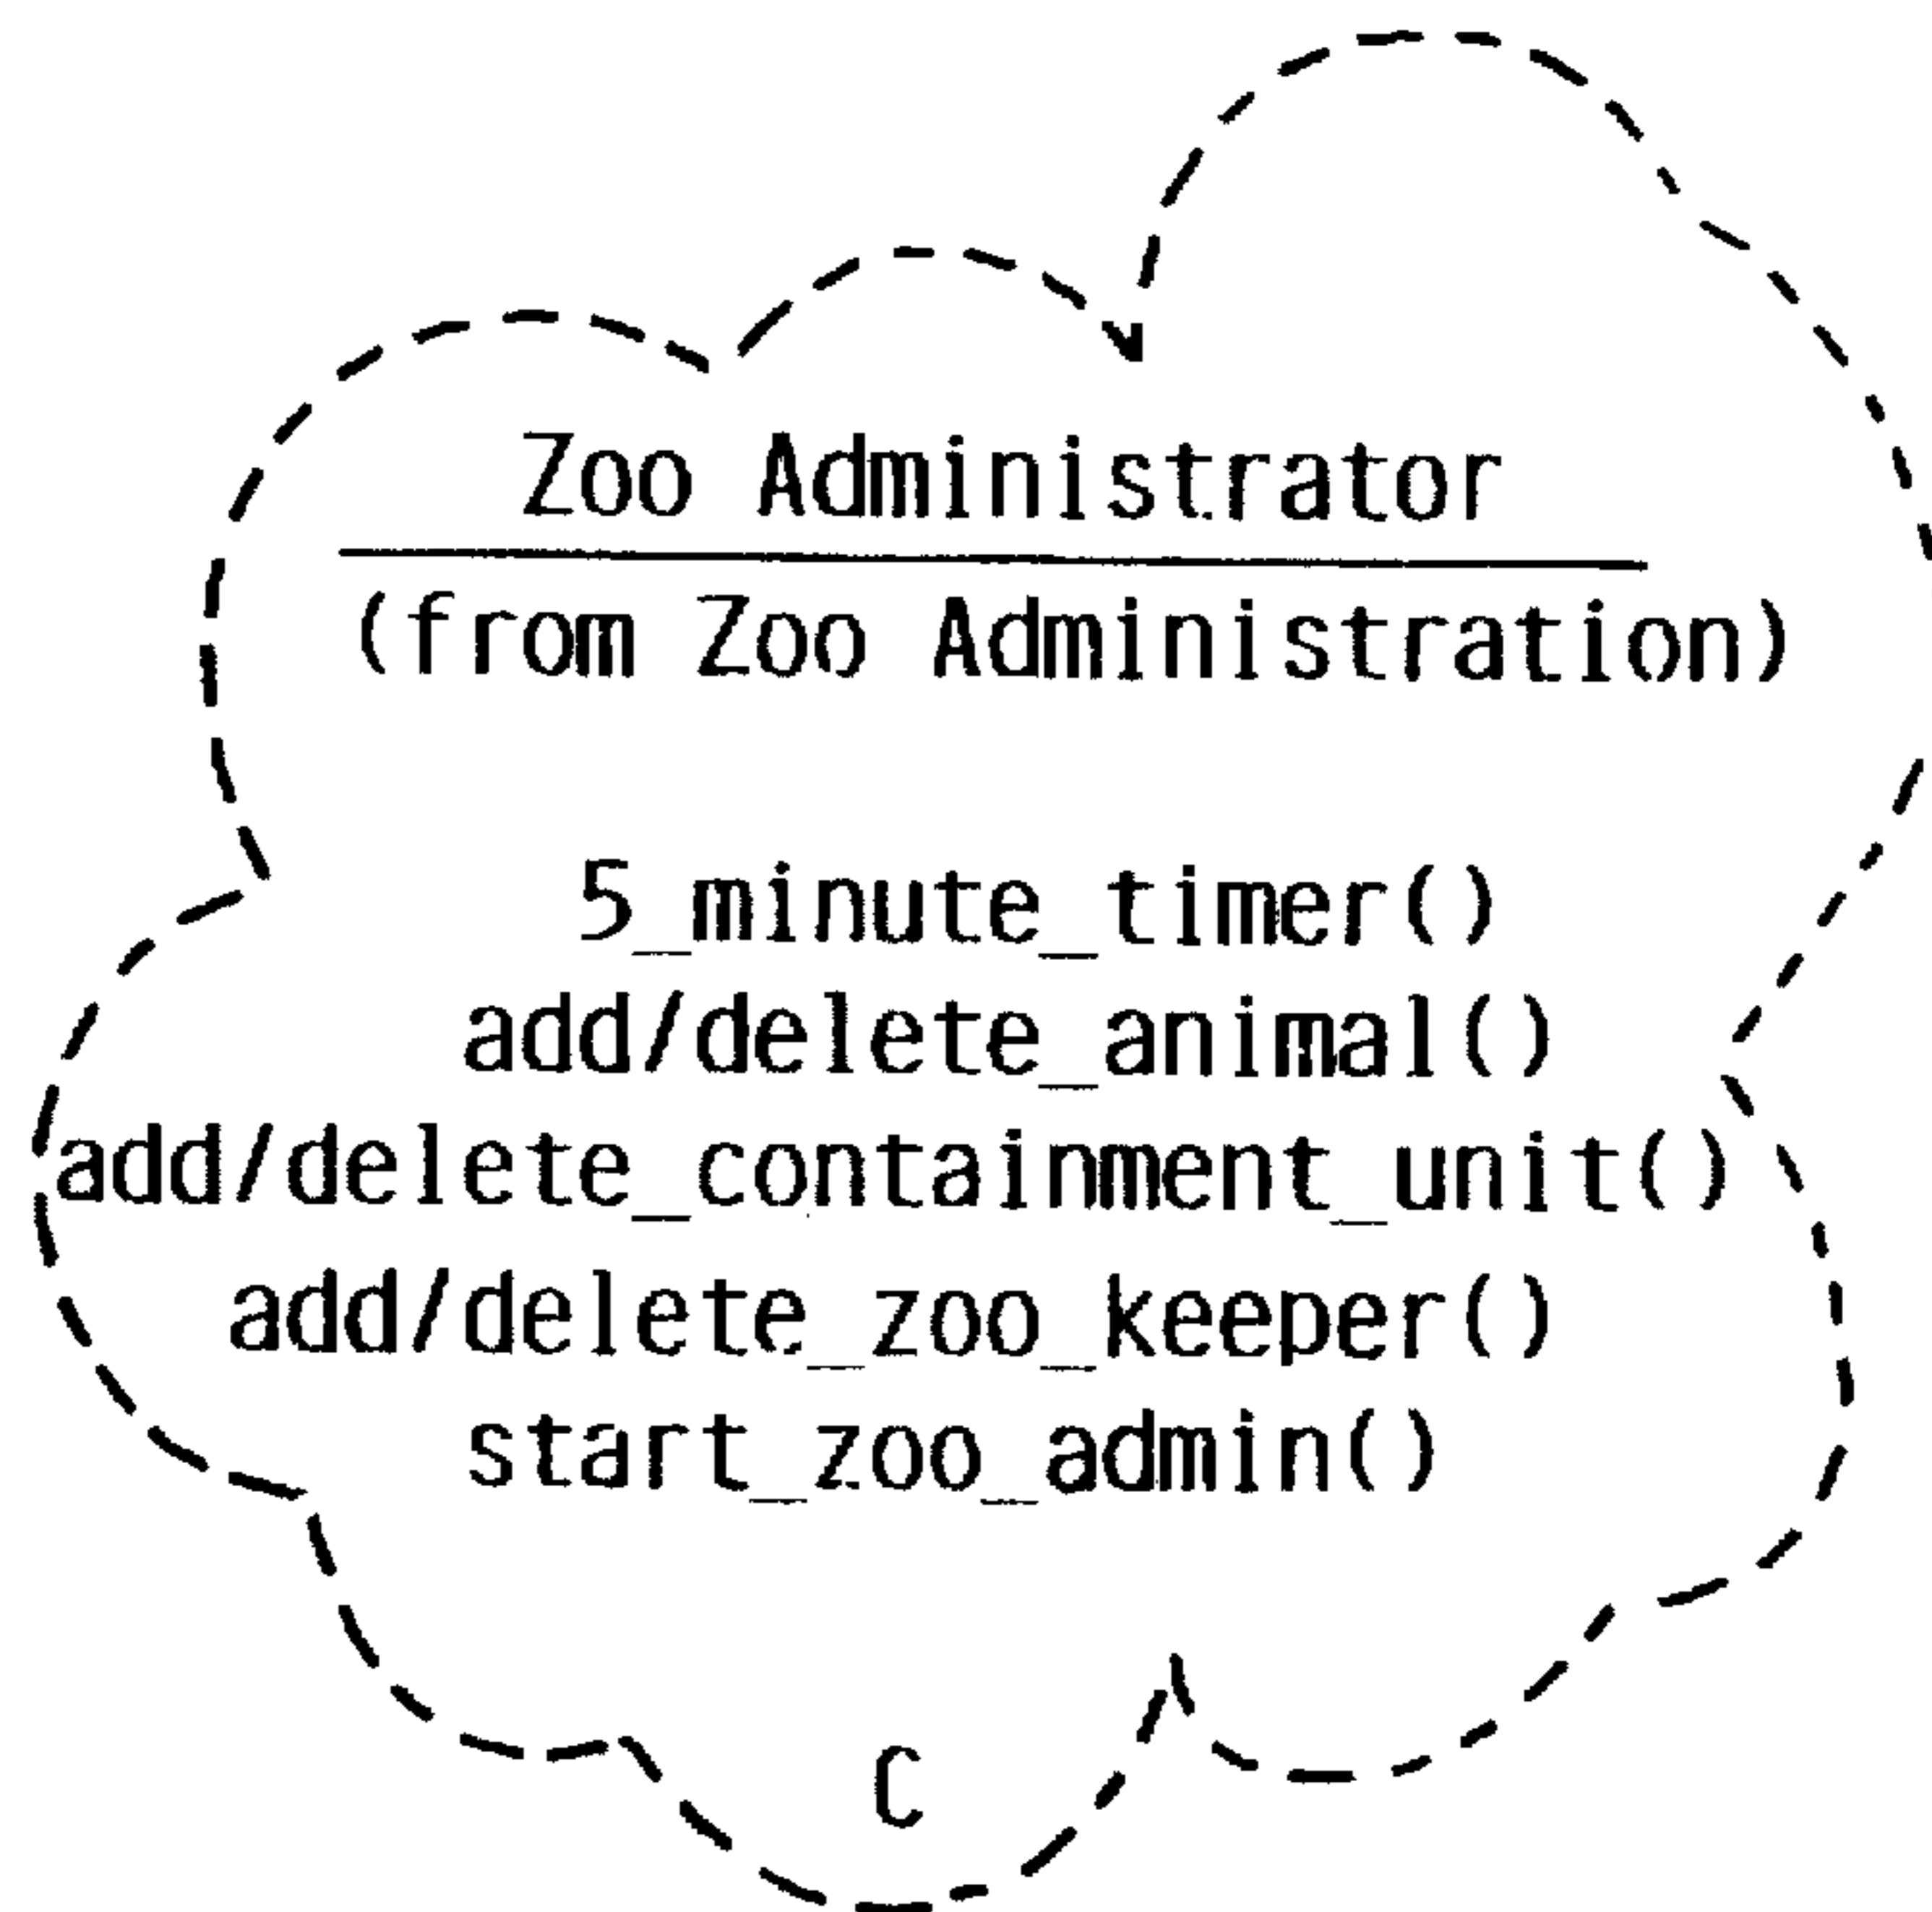 Zoo Administrator
(from Zoo Administration)
5_minute_timer()
add/delete_animal()
add/delete_containment_unit()
add/delete_zoo_keeper()
start_zoo_admin()
C